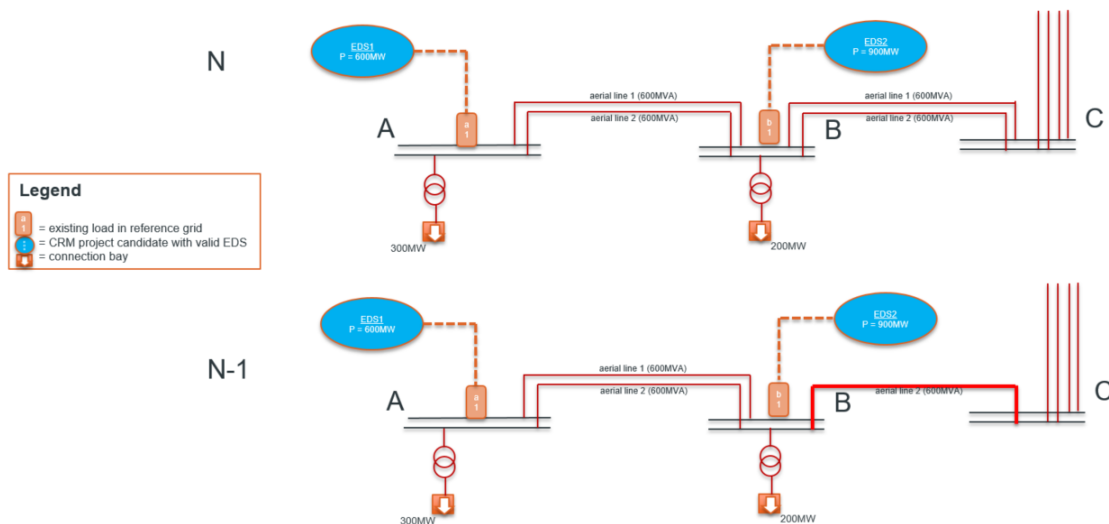 N
EDS1
P = 600MW
EDS2
P = 900MW
aerial line 1 (600MVA)
aerial line 2 (600MVA)
aerial line 1 (600MVA)
aerial line 2 (600MVA)
A
a
1
b
1
B
C
300MW
200MW
Legend
a
1
= existing load in reference grid
= CRM project candidate with valid EDS
= connection bay
N-1
EDS1
P = 600MW
EDS2
P = 900MW
aerial line 1 (600MVA)
aerial line 2 (600MVA)
aerial line 2 (600MVA)
A
a
1
b
1
B
C
300MW
200MW